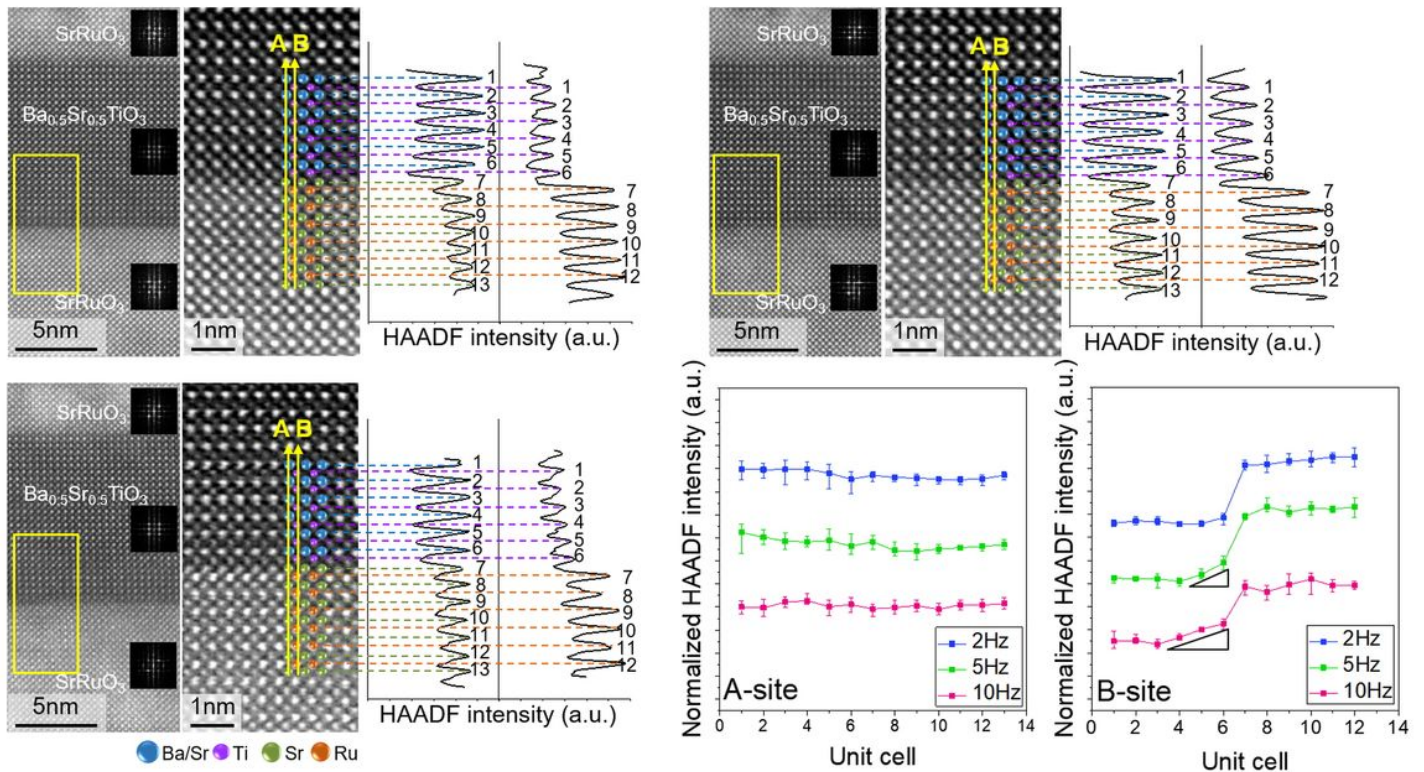 SrRuO3
Ba0.5Sr0.5TiO3
SrRuO3
5nm
A B
1nm
1
2
3
4
5
6
7
8
9
10
11
12
13
1
2
3
4
5
6
7
8
9
10
11
12
HAADF intensity (a.u.)
SrRuO3
Ba0.5Sr0.5TiO3
SrRuO3
5nm
A B
1nm
1
2
3
4
5
6
7
8
9
10
11
12
13
1
2
3
4
5
6
7
8
9
10
11
12
HAADF intensity (a.u.)
SrRuO3
Ba0.5Sr0.5TiO3
SrRuO3
5nm
A B
1nm
1
2
3
4
5
6
7
8
9
10
11
12
13
1
2
3
4
5
6
7
8
9
10
11
12
HAADF intensity (a.u.)
Ba/Sr Ti Sr Ru
Normalized HAADF intensity (a.u.)
2Hz
5Hz
10Hz
A-site
0 2 4 6 8 10 12 14
Unit cell
Normalized HAADF intensity (a.u.)
2Hz
5Hz
10Hz
B-site
0 2 4 6 8 10 12 14
Unit cell